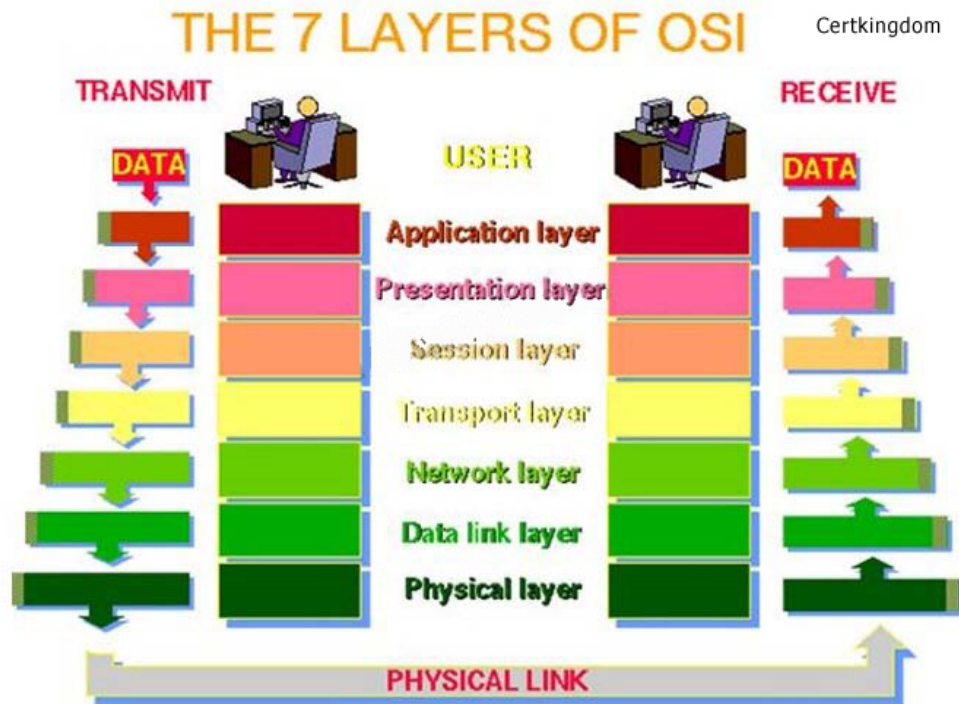 THE 7 LAYERS OF OSI
Certkingdom
TRANSMIT
RECEIVE
DATA
USER
DATA
Application layer
Presentation layer
Session layer
Transport layer
Network layer
Data link layer
Physical layer
PHYSICAL LINK